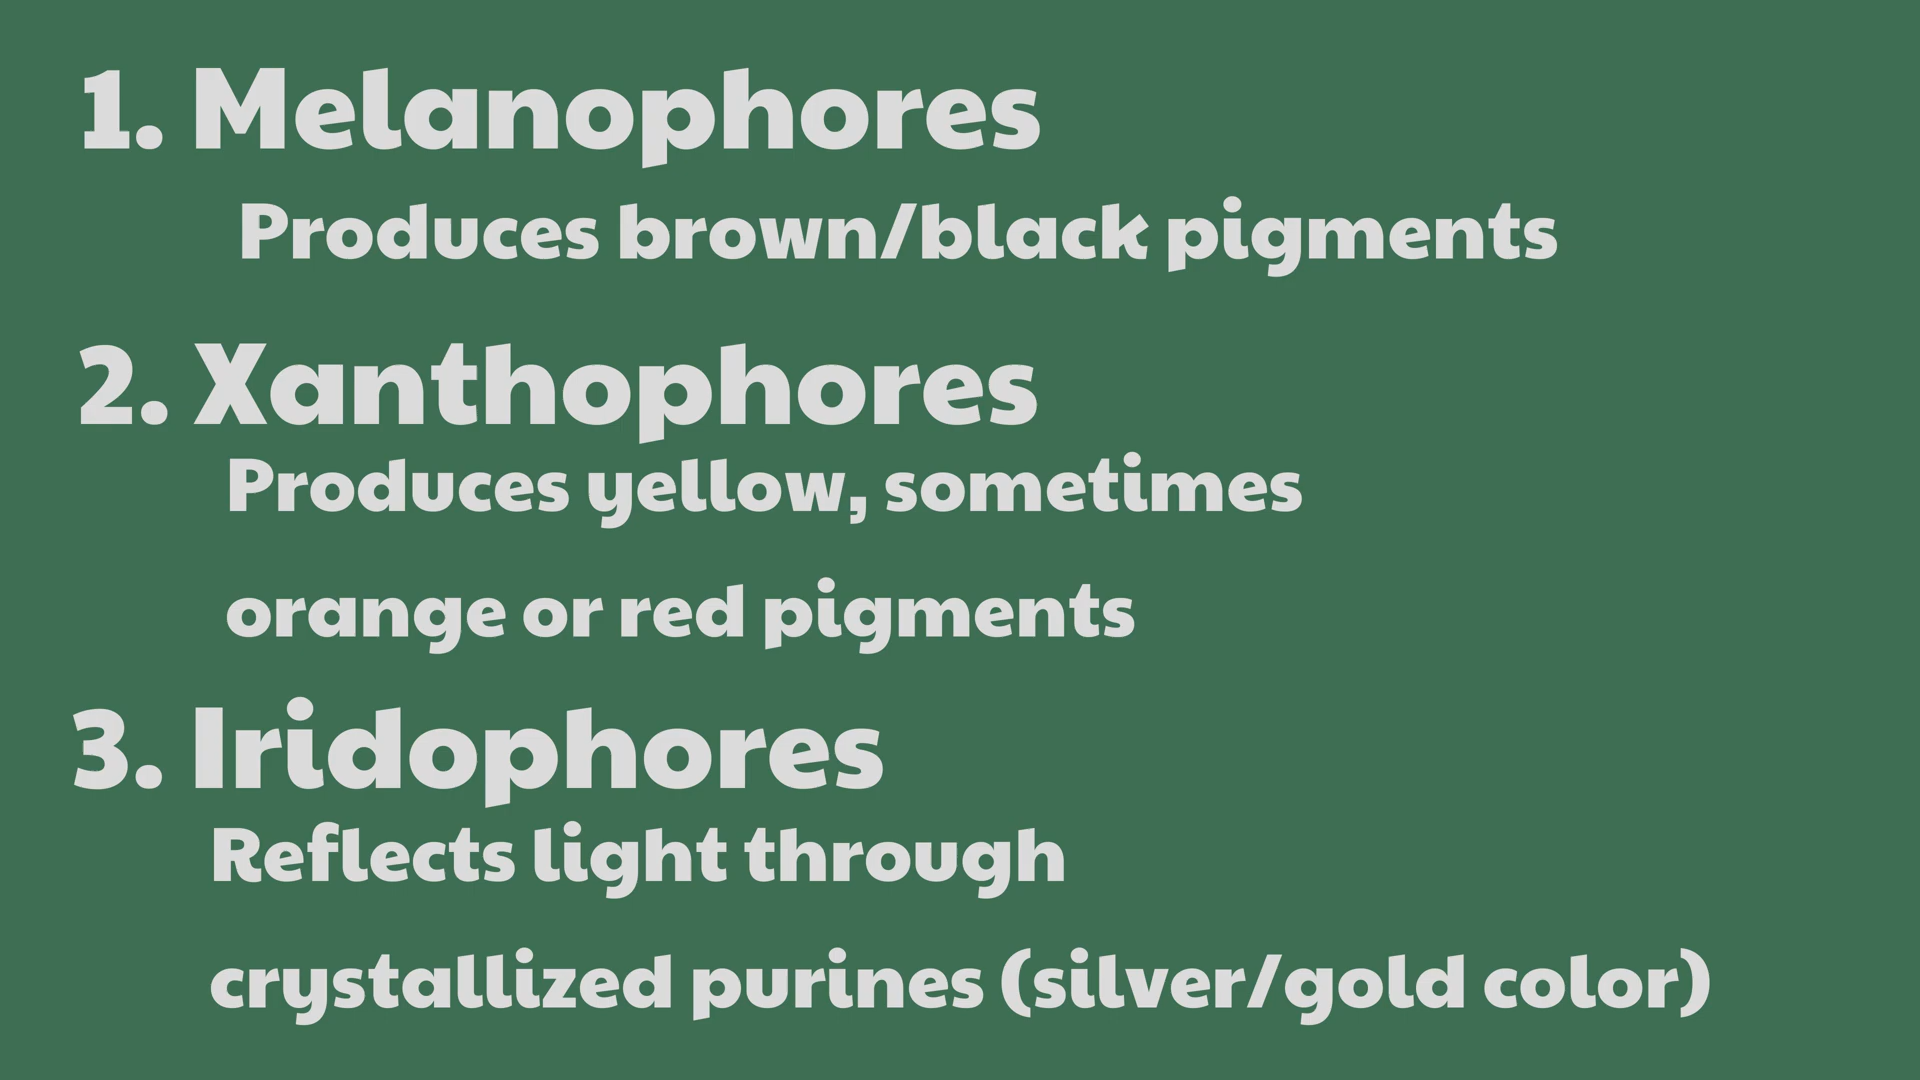 1. Melanophores
Produces brown/black pigments
2. Xanthophores
Produces yellow, sometimes
orange or red pigments
3. Iridophores
Reflects light through
crystallized purines (silver/gold color)